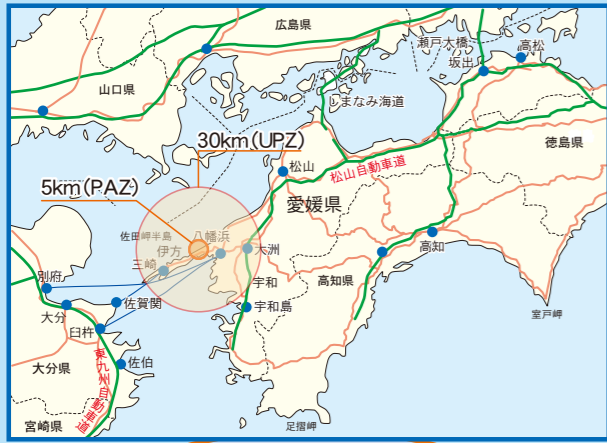 広島県
瀬戸大橋
高松
坂出
山口県
しまなみ海道
30km(UPZ)
徳島県
松山
松山自動車道
5km(PAZ)
愛媛県
佐田岬半島
八幡浜
伊方
大洲
高知
三崎
別府
宇和
高知県
佐賀関
宇和島
室戸岬
大分
臼杵
佐伯
大分県
東九州自動車道
足摺岬
宮崎県